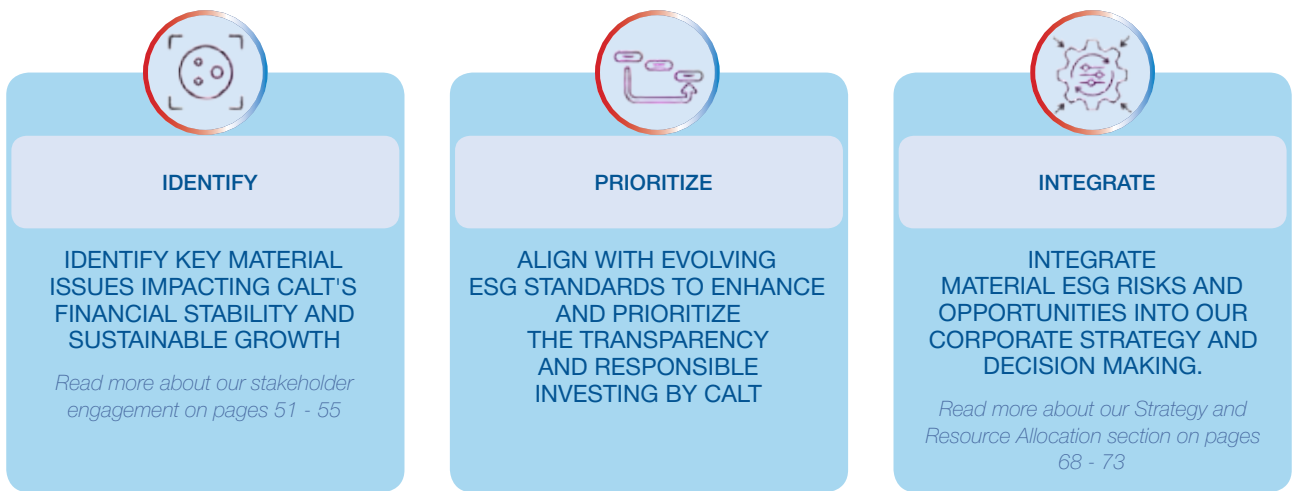 IDENTIFY
IDENTIFY KEY MATERIAL
ISSUES IMPACTING CALT'S
FINANCIAL STABILITY AND
SUSTAINABLE GROWTH
Read more about our stakeholder
engagement on pages 51 - 55
PRIORITIZE
ALIGN WITH EVOLVING
ESG STANDARDS TO ENHANCE
AND PRIORITIZE
THE TRANSPARENCY
AND RESPONSIBLE
INVESTING BY CALT
INTEGRATE
INTEGRATE
MATERIAL ESG RISKS AND
OPPORTUNITIES INTO OUR
CORPORATE STRATEGY AND
DECISION MAKING.
Read more about our Strategy and
Resource Allocation section on pages
68 - 73